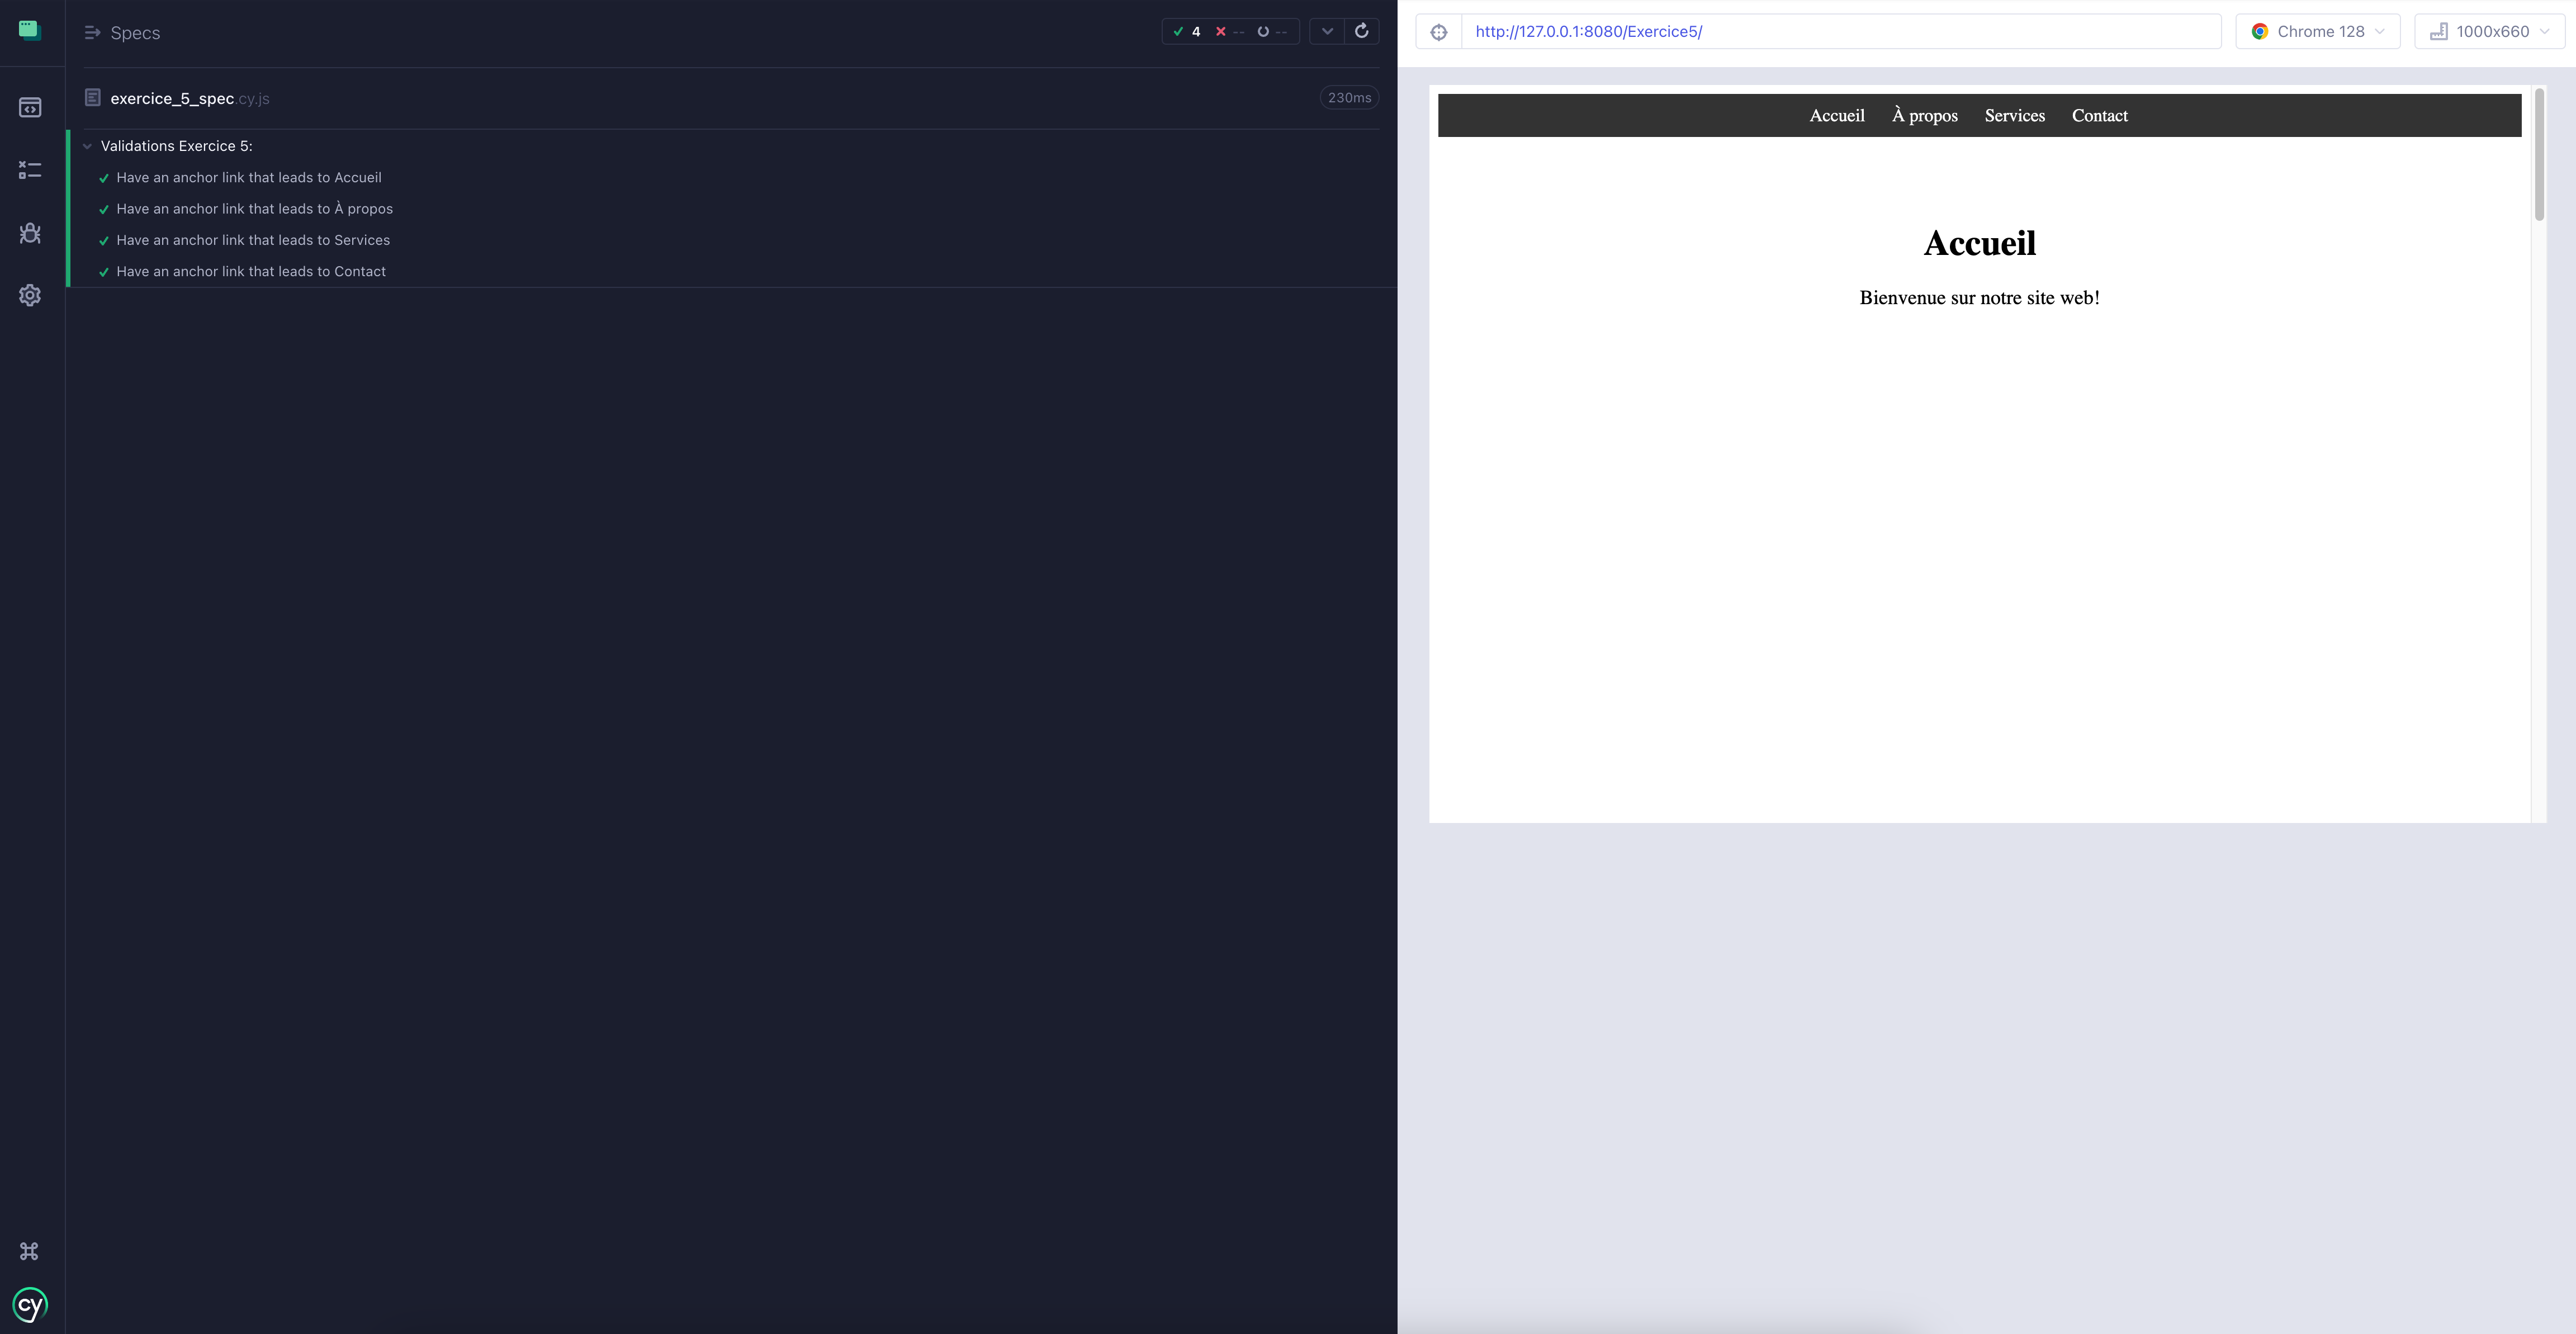 Specs
4 -- --
exercice_5_spec.cy.js
230ms
Validations Exercice 5:
Have an anchor link that leads to Accueil
Have an anchor link that leads to À propos
Have an anchor link that leads to Services
Have an anchor link that leads to Contact
cy
http://127.0.0.1:8080/Exercice5/
Chrome 128
1000x660
Accueil À propos Services Contact
Accueil
Bienvenue sur notre site web!